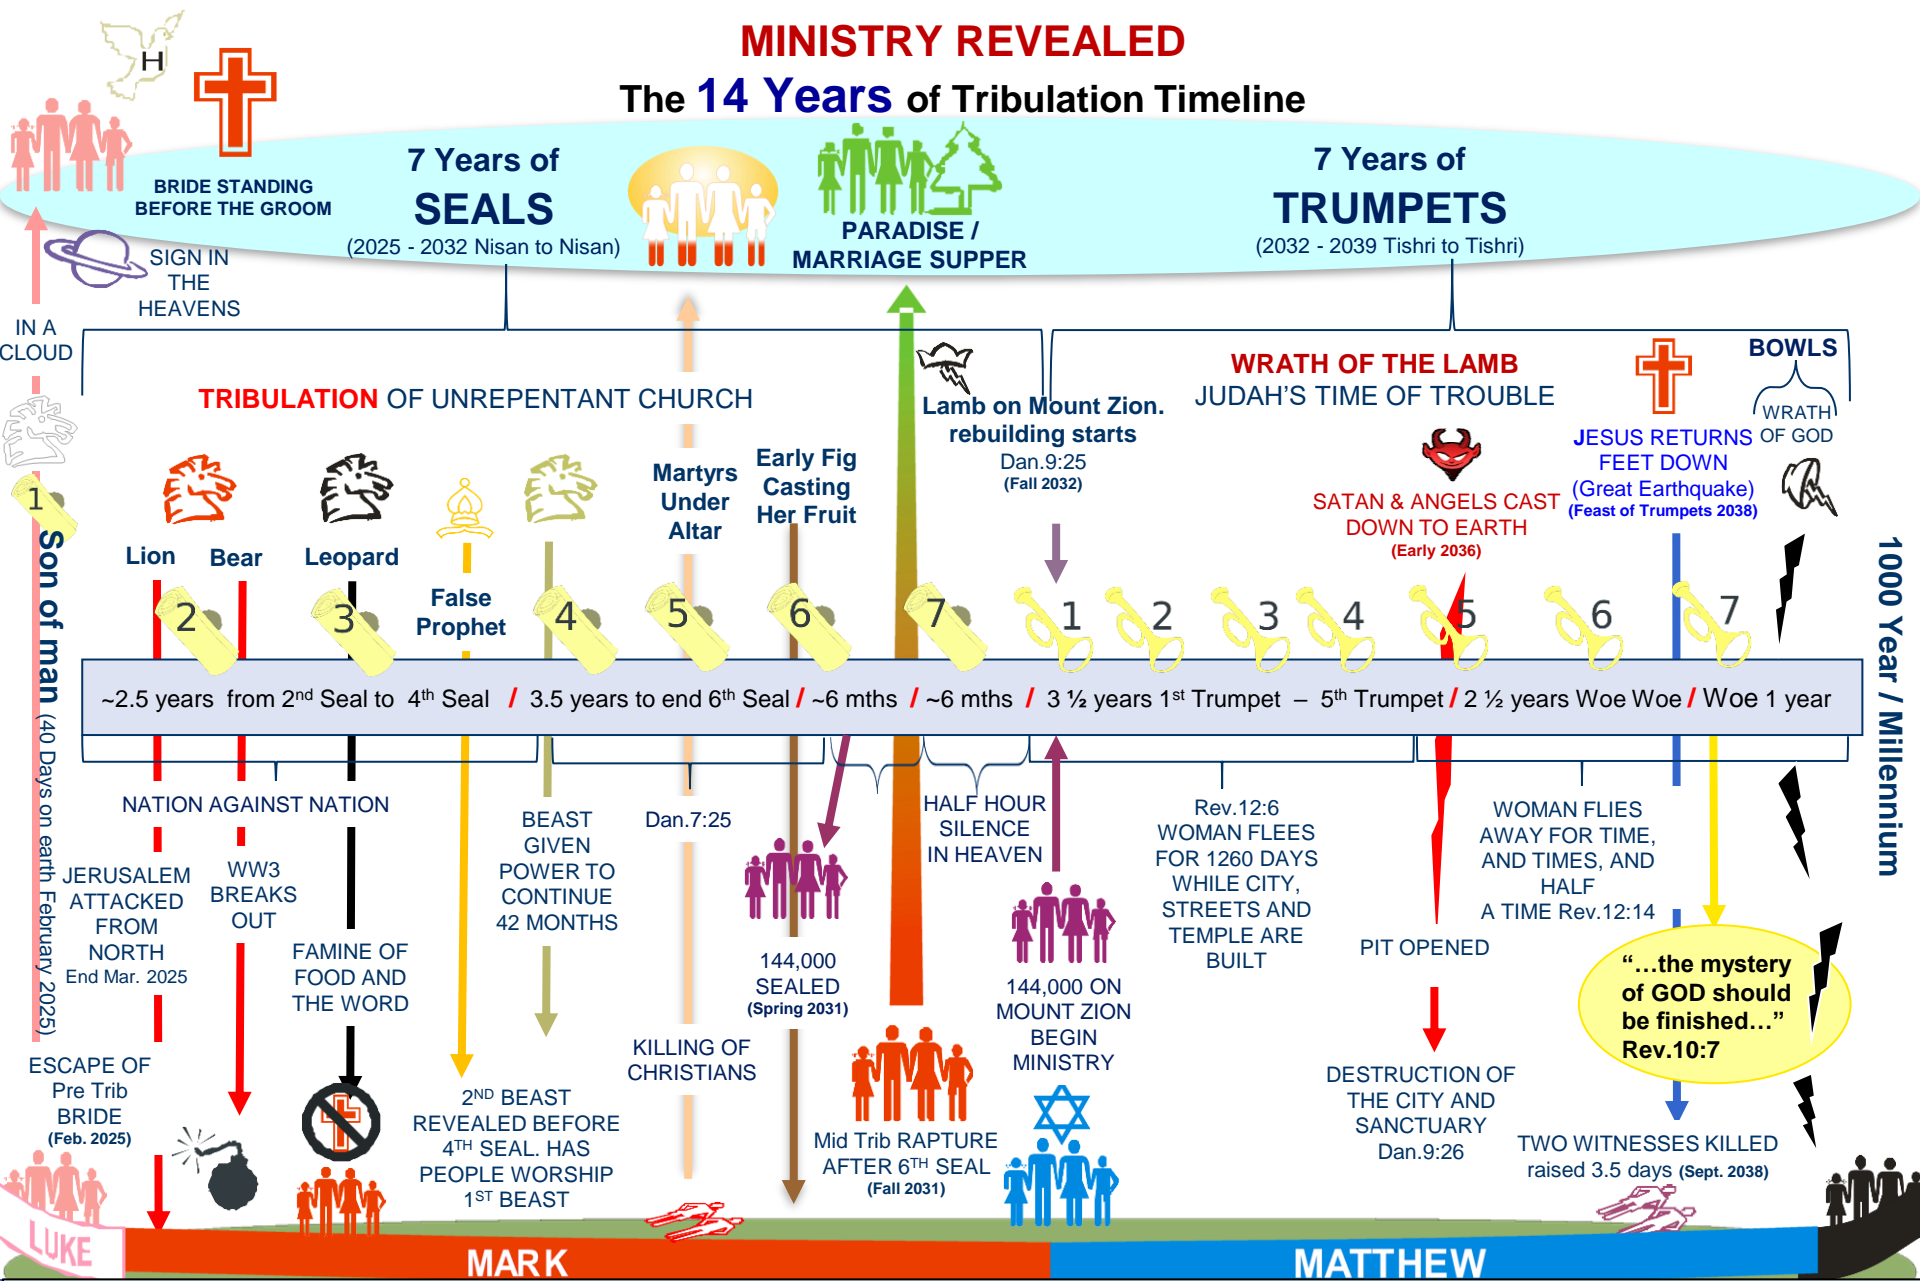 MINISTRY REVEALED
The 14 Years of Tribulation Timeline
H
BRIDE STANDING
BEFORE THE GROOM
7 Years of
SEALS
(2025 - 2032 Nisan to Nisan)
PARADISE /
MARRIAGE SUPPER
7 Years of
TRUMPETS
(2032 - 2039 Tishri to Tishri)
SIGN IN
THE
HEAVENS
IN A
CLOUD
TRIBULATION OF UNREPENTANT CHURCH
Lamb on Mount Zion.
rebuilding starts
Dan.9:25
(Fall 2032)
WRATH OF THE LAMB
JUDAH'S TIME OF TROUBLE
BOWLS
WRATH
OF GOD
JESUS RETURNS
FEET DOWN
(Great Earthquake)
(Feast of Trumpets 2038)
SATAN & ANGELS CAST
DOWN TO EARTH
(Early 2036)
Martyrs
Under
Altar
Early Fig
Casting
Her Fruit
1
Son of man (40 Days on earth February 2025)
Lion
Bear
Leopard
False
Prophet
2
3
4
5
6
7
1
2
3
4
5
6
7
1000 Year / Millennium
~2.5 years from 2nd Seal to 4th Seal / 3.5 years to end 6th Seal / ~6 mths / ~6 mths / 3 ½ years 1st Trumpet – 5th Trumpet / 2 ½ years Woe Woe / Woe 1 year
NATION AGAINST NATION
JERUSALEM
ATTACKED
FROM
NORTH
End Mar. 2025
WW3
BREAKS
OUT
FAMINE OF
FOOD AND
THE WORD
BEAST
GIVEN
POWER TO
CONTINUE
42 MONTHS
Dan.7:25
HALF HOUR
SILENCE
IN HEAVEN
Rev.12:6
WOMAN FLEES
FOR 1260 DAYS
WHILE CITY,
STREETS AND
TEMPLE ARE
BUILT
WOMAN FLIES
AWAY FOR TIME,
AND TIMES, AND
HALF
A TIME Rev.12:14
PIT OPENED
144,000
SEALED
(Spring 2031)
144,000 ON
MOUNT ZION
BEGIN
MINISTRY
"…the mystery
of GOD should
be finished…"
Rev.10:7
ESCAPE OF
Pre Trib
BRIDE
(Feb. 2025)
2ND BEAST
REVEALED BEFORE
4TH SEAL. HAS
PEOPLE WORSHIP
1ST BEAST
KILLING OF
CHRISTIANS
Mid Trib RAPTURE
AFTER 6TH SEAL
(Fall 2031)
DESTRUCTION OF
THE CITY AND
SANCTUARY
Dan.9:26
TWO WITNESSES KILLED
raised 3.5 days (Sept. 2038)
LUKE
MARK
MATTHEW